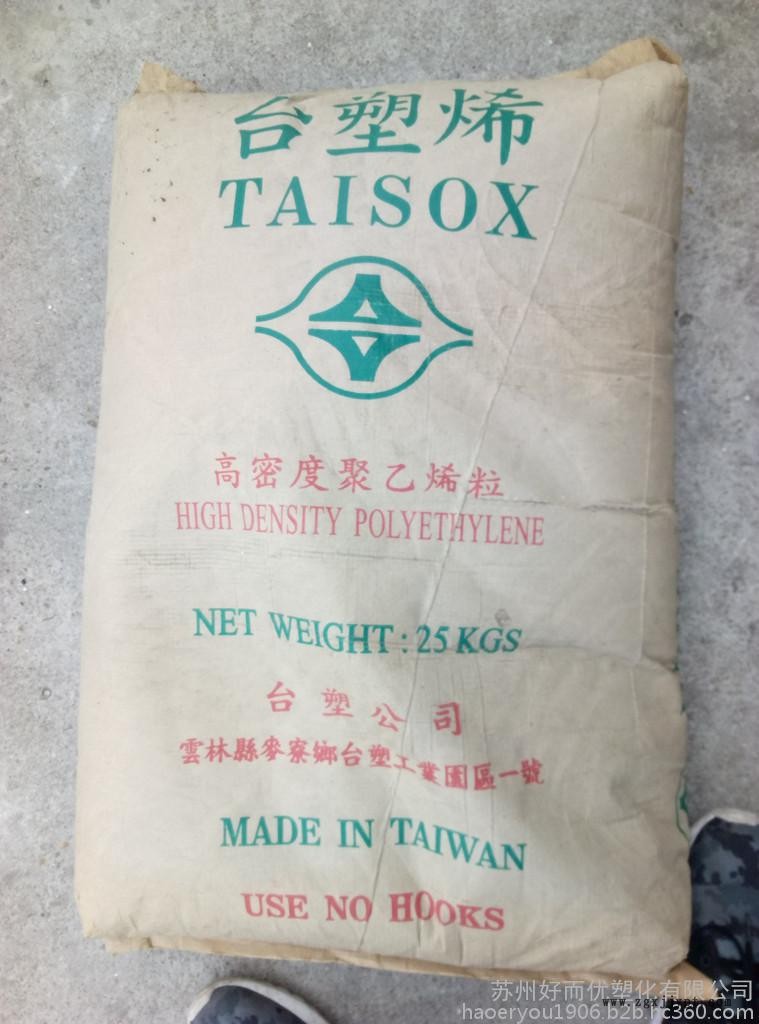 台塑烯
TAISOX
高密度聚乙烯粒
HIGH DENSITY POLYETHYLENE
NET WEIGHT : 25 KGS
台塑公司
雲林縣麥寮鄉台塑工業園區一號
MADE IN TAIWAN
USE NO HOOKS
苏州好而优塑化有限公司
haoeryou1906.b2b.hc360.com